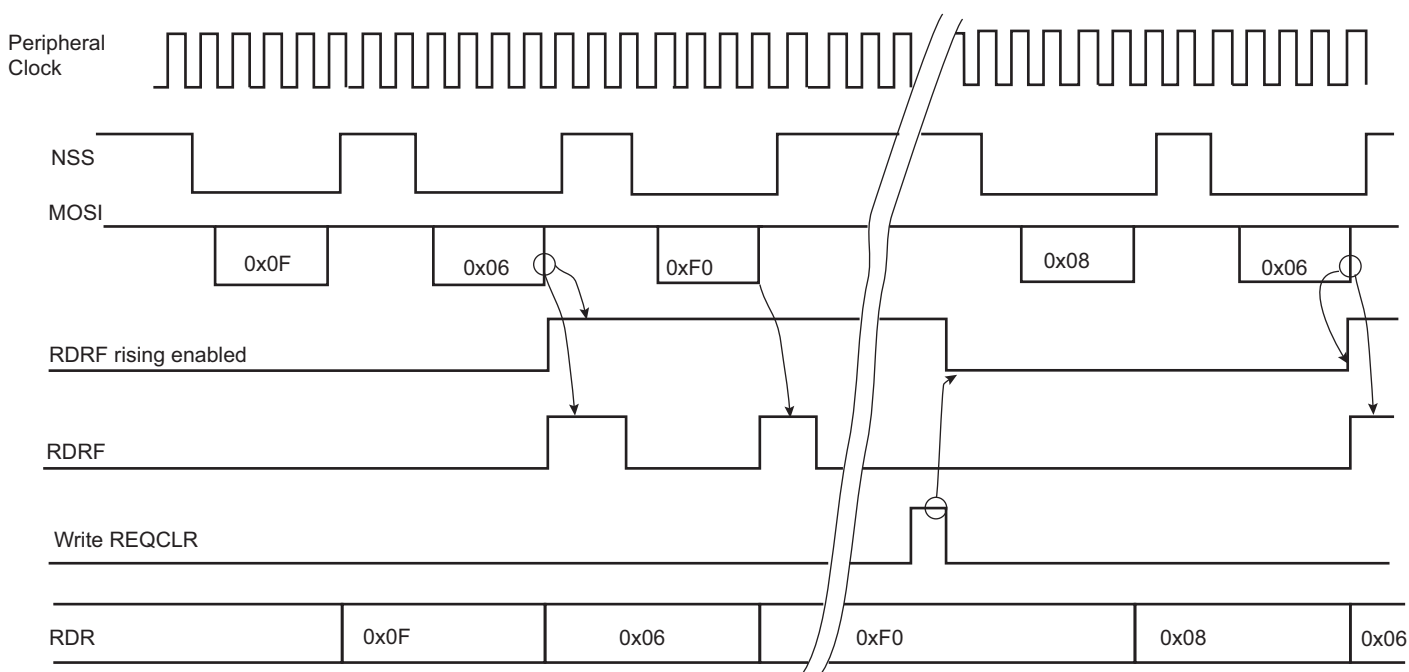 Peripheral
Clock
NSS
MOSI
0x0F
0x06
0xF0
0x08
0x06
RDRF rising enabled
RDRF
Write REQCLR
RDR
0x0F
0x06
0xF0
0x08
0x06